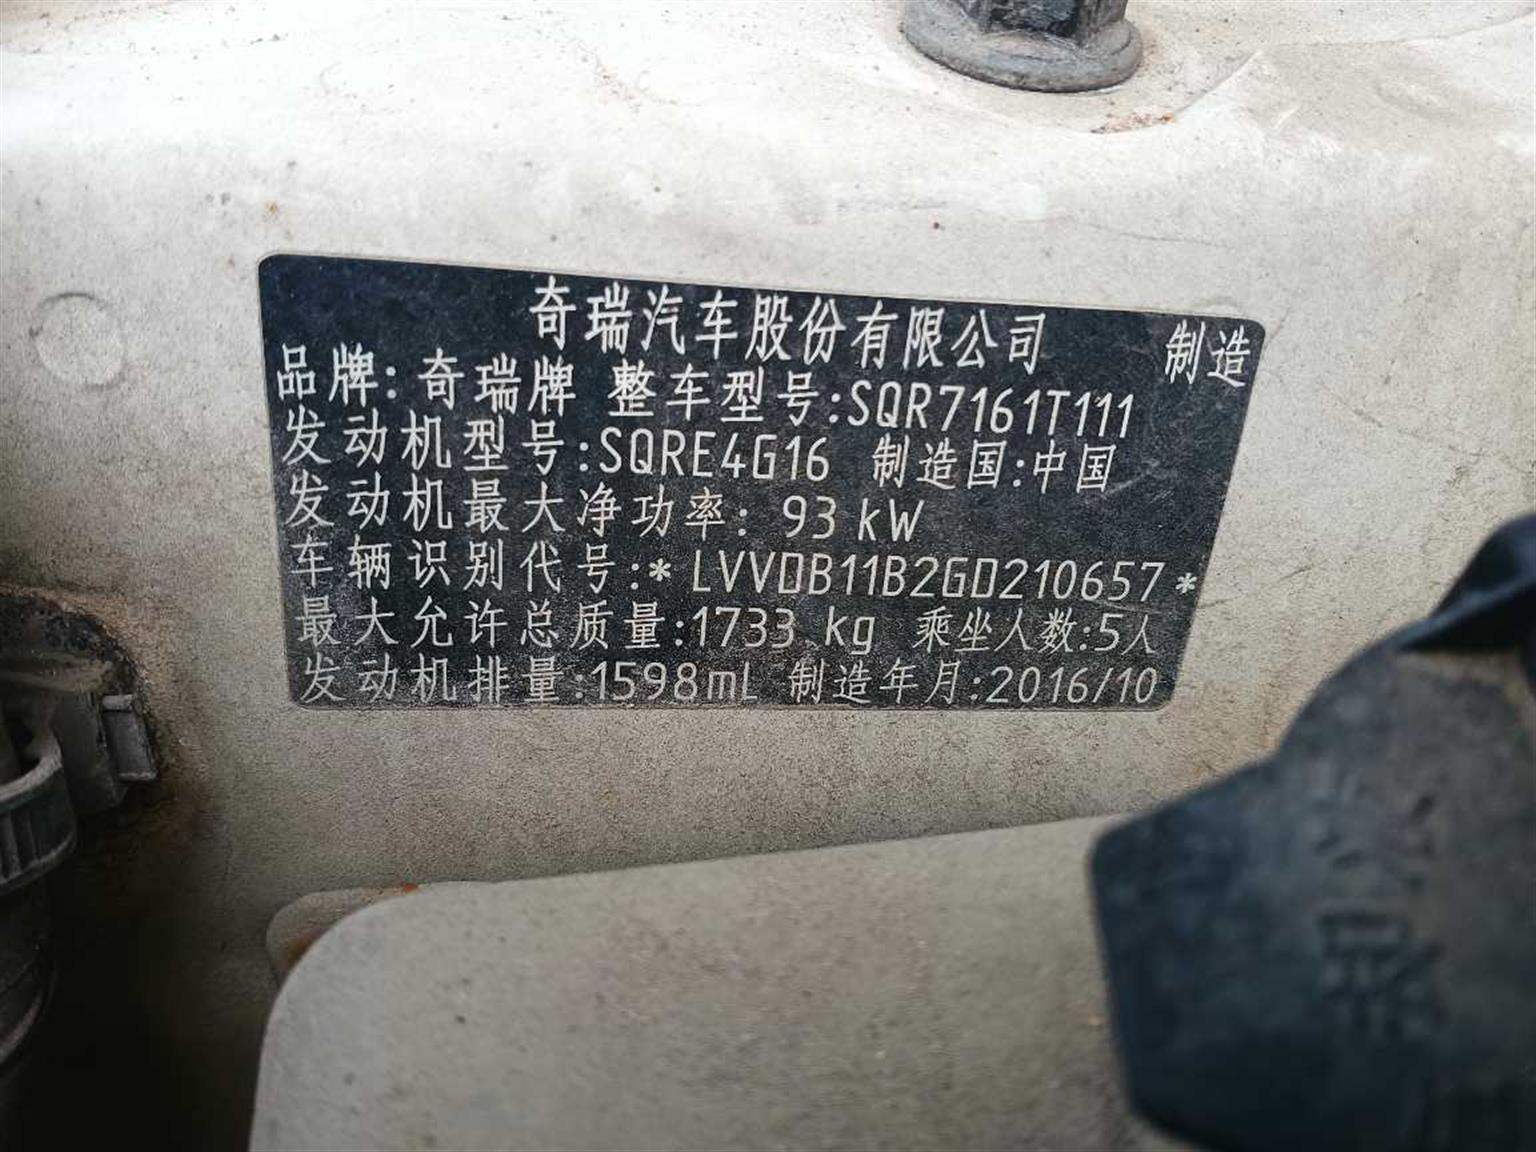 奇瑞汽车股份有限公司 制造
品牌:奇瑞牌 整车型号:SQR7161T111
发动机型号:SQRE4G16 制造国:中国
发动机最大净功率: 93 kW
车辆识别代号:*LVVDB11B2GD210657*
最大允许总质量:1733 kg 乘坐人数:5人
发动机排量:1598mL 制造年月:2016/10